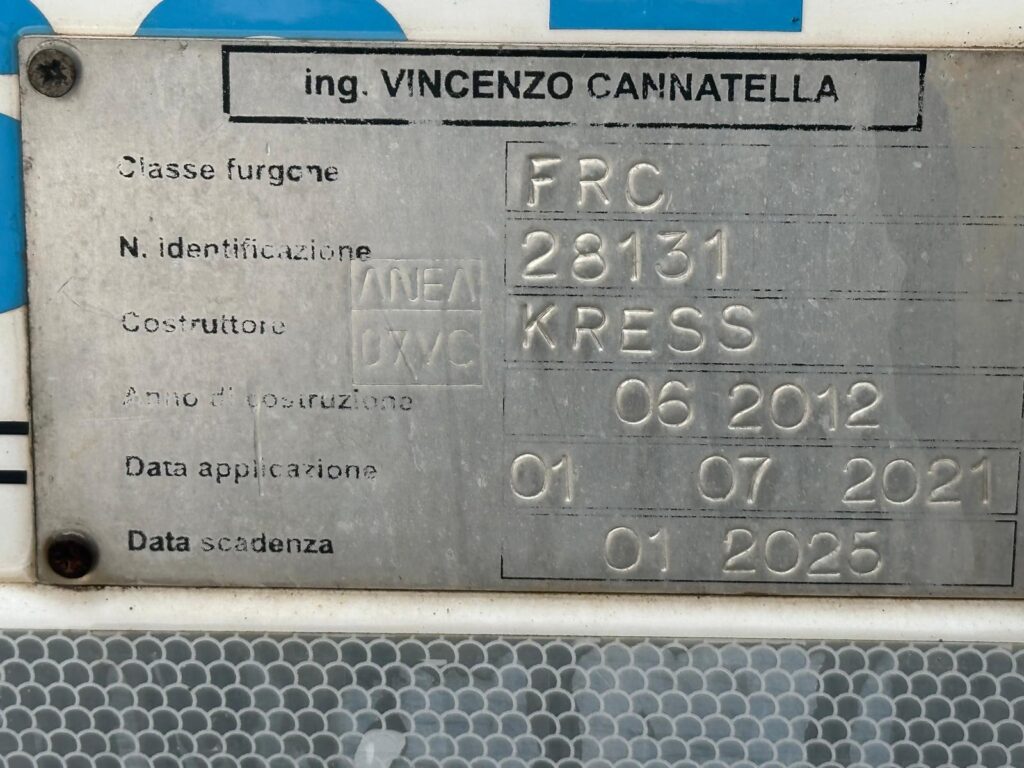 ing. VINCENZO CANNATELLA
Classe furgone FRC
N. identificazione 28131
ANEA
Costruttore KRESS
Anno di costruzione 06 2012
Data applicazione 01 07 2021
Data scadenza 01 2025